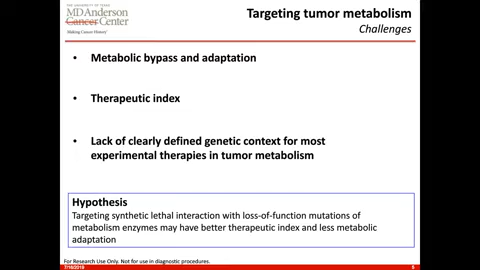 THE UNIVERSITY OF TEXAS
MDAnderson
Cancer Center
Making Cancer History®
Targeting tumor metabolism
Challenges
• Metabolic bypass and adaptation
• Therapeutic index
• Lack of clearly defined genetic context for most
experimental therapies in tumor metabolism
Hypothesis
Targeting synthetic lethal interaction with loss-of-function mutations of
metabolism enzymes may have better therapeutic index and less metabolic
adaptation
For Research Use Only. Not for use in diagnostic procedures.
7/18/2019